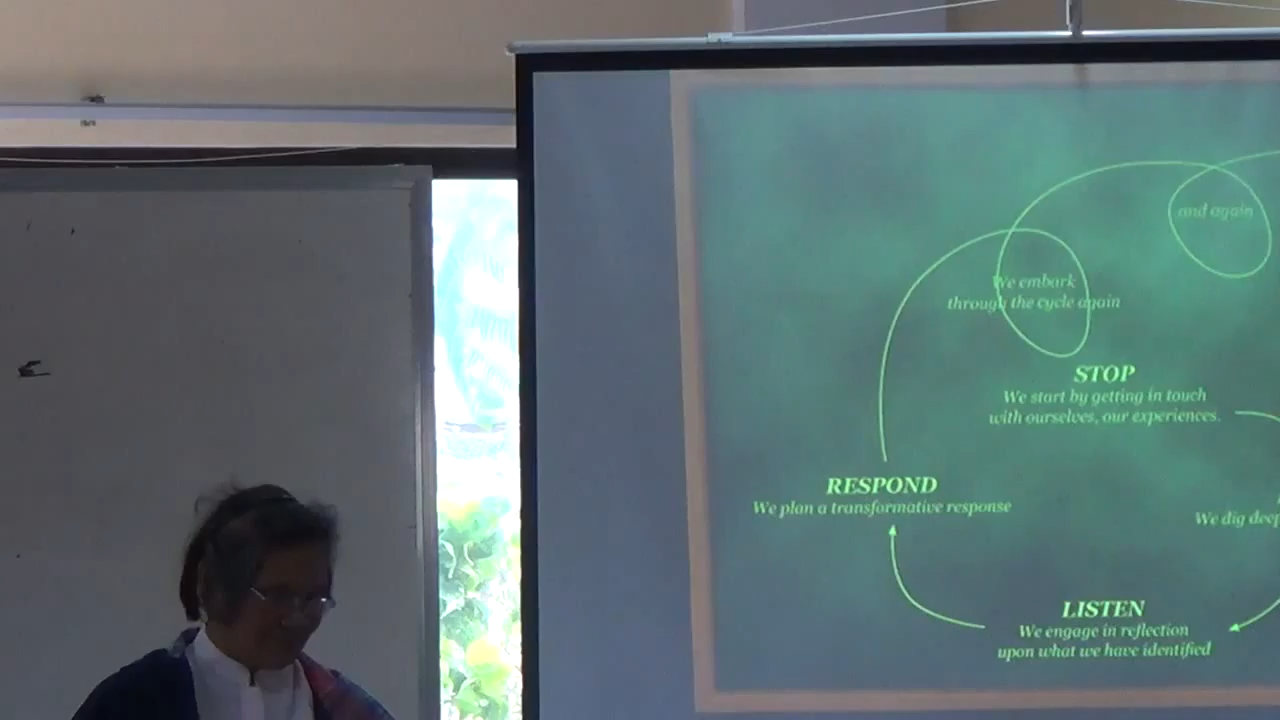 and again
We embark
through the cycle again
STOP
We start by getting in touch
with ourselves, our experiences.
RESPOND
We plan a transformative response
We dig deep
LISTEN
We engage in reflection
upon what we have identified